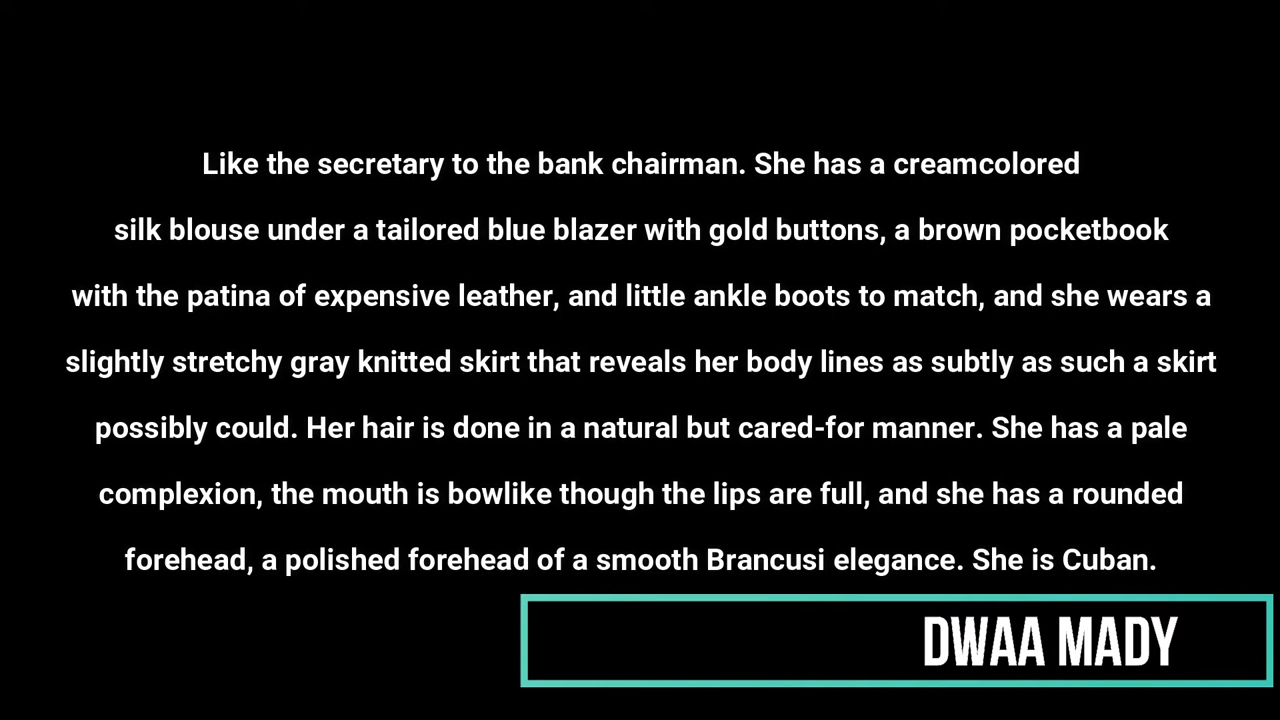 Like the secretary to the bank chairman. She has a creamcolored
silk blouse under a tailored blue blazer with gold buttons, a brown pocketbook
with the patina of expensive leather, and little ankle boots to match, and she wears a
slightly stretchy gray knitted skirt that reveals her body lines as subtly as such a skirt
possibly could. Her hair is done in a natural but cared-for manner. She has a pale
complexion, the mouth is bowlike though the lips are full, and she has a rounded
forehead, a polished forehead of a smooth Brancusi elegance. She is Cuban.
DWAA MADY